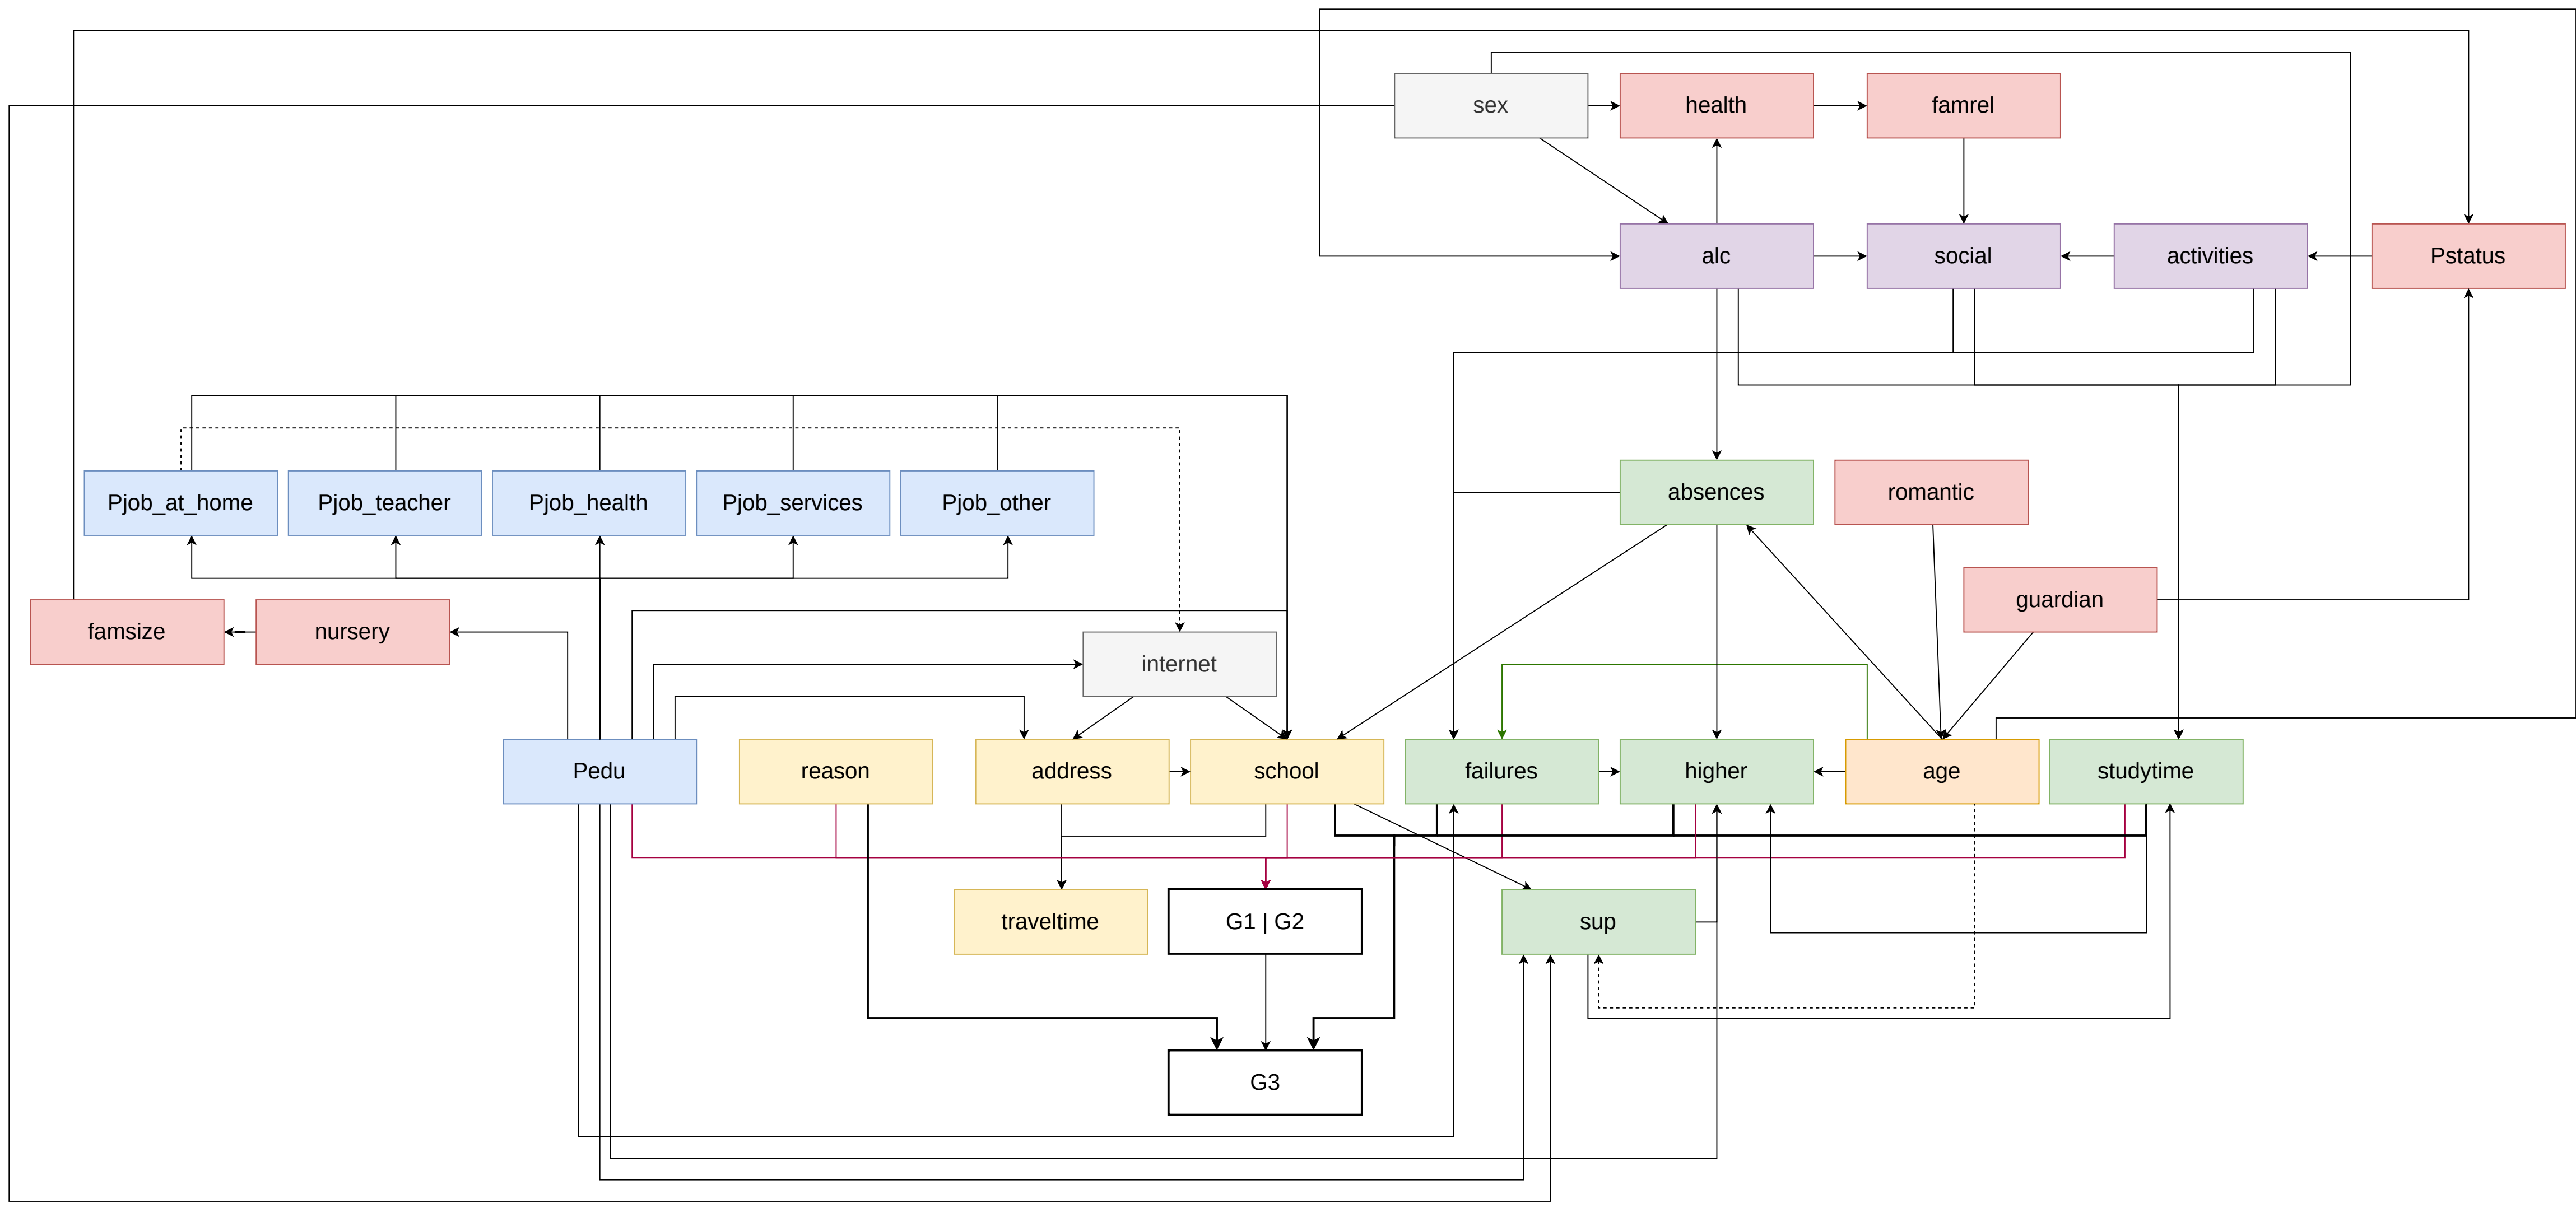 sex
health
famrel
alc
social
activities
Pstatus
Pjob_at_home
Pjob_teacher
Pjob_health
Pjob_services
Pjob_other
absences
romantic
guardian
famsize
nursery
internet
Pedu
reason
address
school
failures
higher
age
studytime
traveltime
G1 | G2
sup
G3